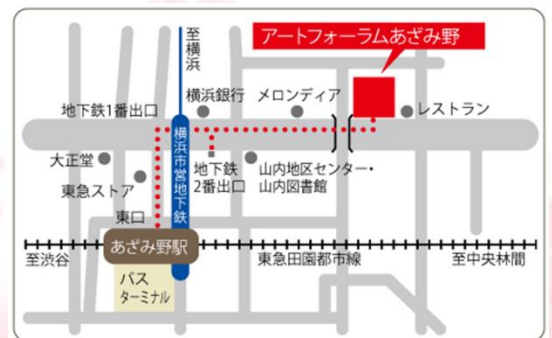 至横浜
アートフォーラムあざみ野
横浜銀行
メロンディア
レストラン
地下鉄1番出口
横浜市営地下鉄
大正堂
地下鉄
2番出口
山内地区センター・
山内図書館
東急ストア
東口
あざみ野駅
至渋谷
東急田園都市線
至中央林間
バス
ターミナル